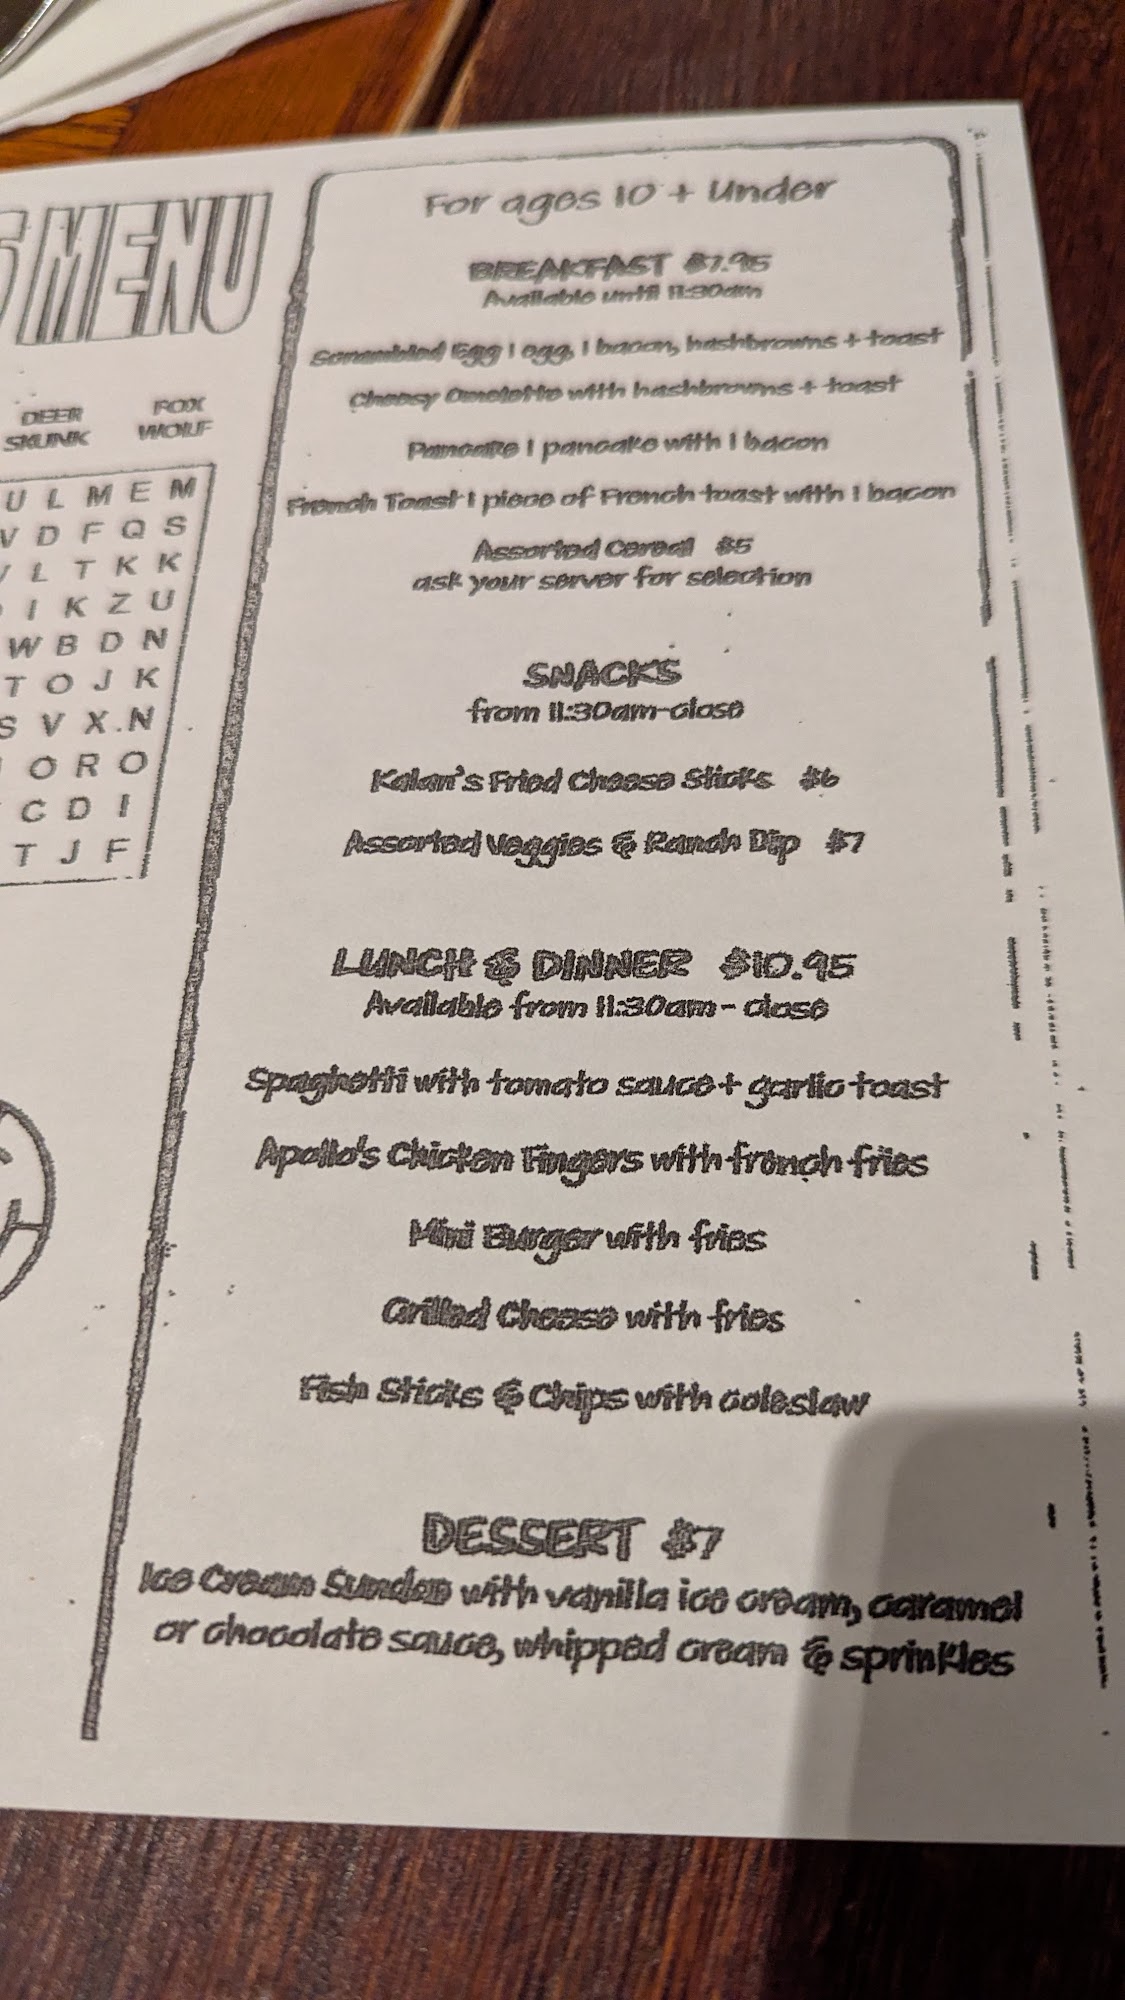 MENU
DEER FOX
SKUNK WOLF
U L M E M
V D F Q S
L T K K
I K Z U
W B D N
T O J K
S V X N
O R O
C D I
T J F
For ages 10 + Under
BREAKFAST $7.95
Available until 11:30am
Scrambled Egg 1 egg, 1 bacon, hashbrowns + toast
Cheesy Omelette with hashbrowns + toast
Pancake 1 pancake with 1 bacon
French Toast 1 piece of French toast with 1 bacon
Assorted Cereal $5
ask your server for selection
SNACKS
from 11:30am-close
Kalan's Fried Cheese Sticks $6
Assorted Veggies & Ranch Dip $7
LUNCH & DINNER $10.95
Available from 11:30am - close
Spaghetti with tomato sauce + garlic toast
Apollo's Chicken Fingers with french fries
Mini Burger with fries
Grilled Cheese with fries
Fish Sticks & Chips with coleslaw
DESSERT $7
Ice Cream Sundae with vanilla ice cream, caramel
or chocolate sauce, whipped cream & sprinkles